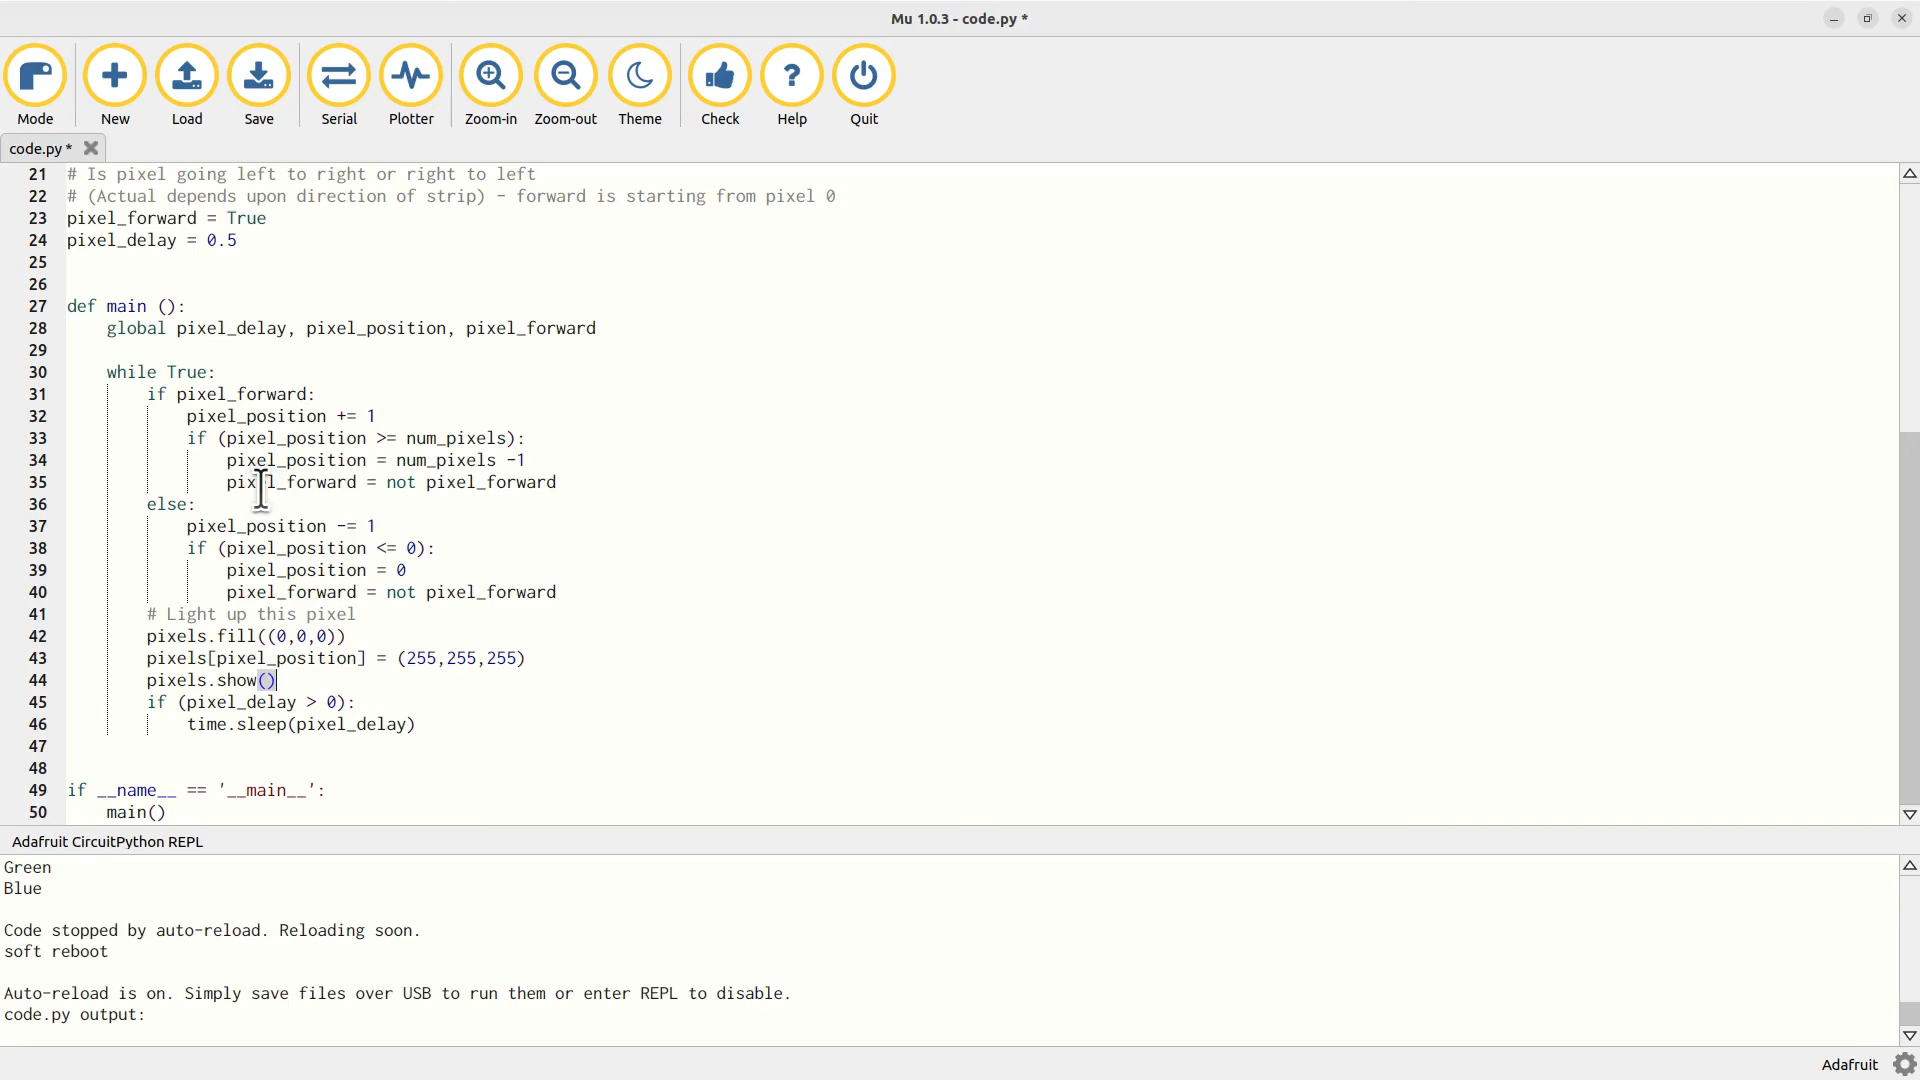 Mu 1.0.3 - code.py *
Mode New Load Save Serial Plotter Zoom-in Zoom-out Theme Check Help Quit
code.py *
21 # Is pixel going left to right or right to left
22 # (Actual depends upon direction of strip) - forward is starting from pixel 0
23 pixel_forward = True
24 pixel_delay = 0.5
25
26
27 def main ():
28     global pixel_delay, pixel_position, pixel_forward
29
30     while True:
31         if pixel_forward:
32             pixel_position += 1
33             if (pixel_position >= num_pixels):
34                 pixel_position = num_pixels -1
35                 pixel_forward = not pixel_forward
36         else:
37             pixel_position -= 1
38             if (pixel_position <= 0):
39                 pixel_position = 0
40                 pixel_forward = not pixel_forward
41         # Light up this pixel
42         pixels.fill((0,0,0))
43         pixels[pixel_position] = (255,255,255)
44         pixels.show()
45         if (pixel_delay > 0):
46             time.sleep(pixel_delay)
47
48
49 if __name__ == '__main__':
50     main()
Adafruit CircuitPython REPL
Green
Blue
Code stopped by auto-reload. Reloading soon.
soft reboot
Auto-reload is on. Simply save files over USB to run them or enter REPL to disable.
code.py output:
Adafruit